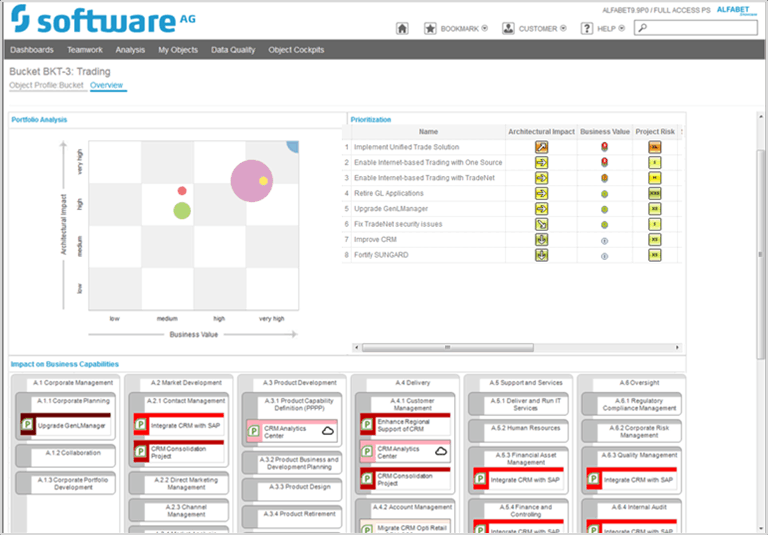 software AG
ALFABET9.9P0 / FULL ACCESS PS
ALFABET
BOOKMARK
CUSTOMER
HELP
Dashboards Teamwork Analysis My Objects Data Quality Object Cockpits
Bucket BKT-3: Trading
Object Profile Bucket Overview
Portfolio Analysis
Architectural Impact
very high
high
medium
low
low medium high very high
Business Value
Prioritization
Name Architectural Impact Business Value Project Risk
1 Implement Unified Trade Solution
2 Enable Internet-based Trading with One Source
3 Enable Internet-based Trading with TradeNet
4 Retire GL Applications
5 Upgrade GenLManager
6 Fix TradeNet security issues
7 Improve CRM
8 Fortify SUNGARD
Impact on Business Capabilities
A.1 Corporate Management
A.1.1 Corporate Planning
Upgrade GenLManager
A.1.2 Collaboration
A.1.3 Corporate Portfolio
Development
A.2 Market Development
A.2.1 Contact Management
Integrate CRM with SAP
CRM Consolidation
Project
A.2.2 Direct Marketing
Management
A.2.3 Channel
Management
A.3 Product Development
A.3.1 Product Capability
Definition (PPPP)
CRM Analytics
Center
A.3.2 Product Business and
Development Planning
A.3.3 Product Design
A.3.4 Product Retirement
A.4 Delivery
A.4.1 Customer
Management
Enhance Regional
Support of CRM
CRM Analytics
Center
CRM Consolidation
Project
A.4.2 Account Management
Migrate CRM Opti Retail
A.5 Support and Services
A.5.1 Deliver and Run IT
Services
A.5.2 Human Resources
A.5.3 Financial Asset
Management
Integrate CRM with SAP
A.5.4 Finance and
Controlling
Integrate CRM with SAP
A.6 Oversight
A.6.1 Regulatory
Compliance Management
A.6.2 Corporate Risk
Management
A.6.3 Quality Management
Integrate CRM with SAP
A.6.4 Internal Audit
Integrate CRM with SAP